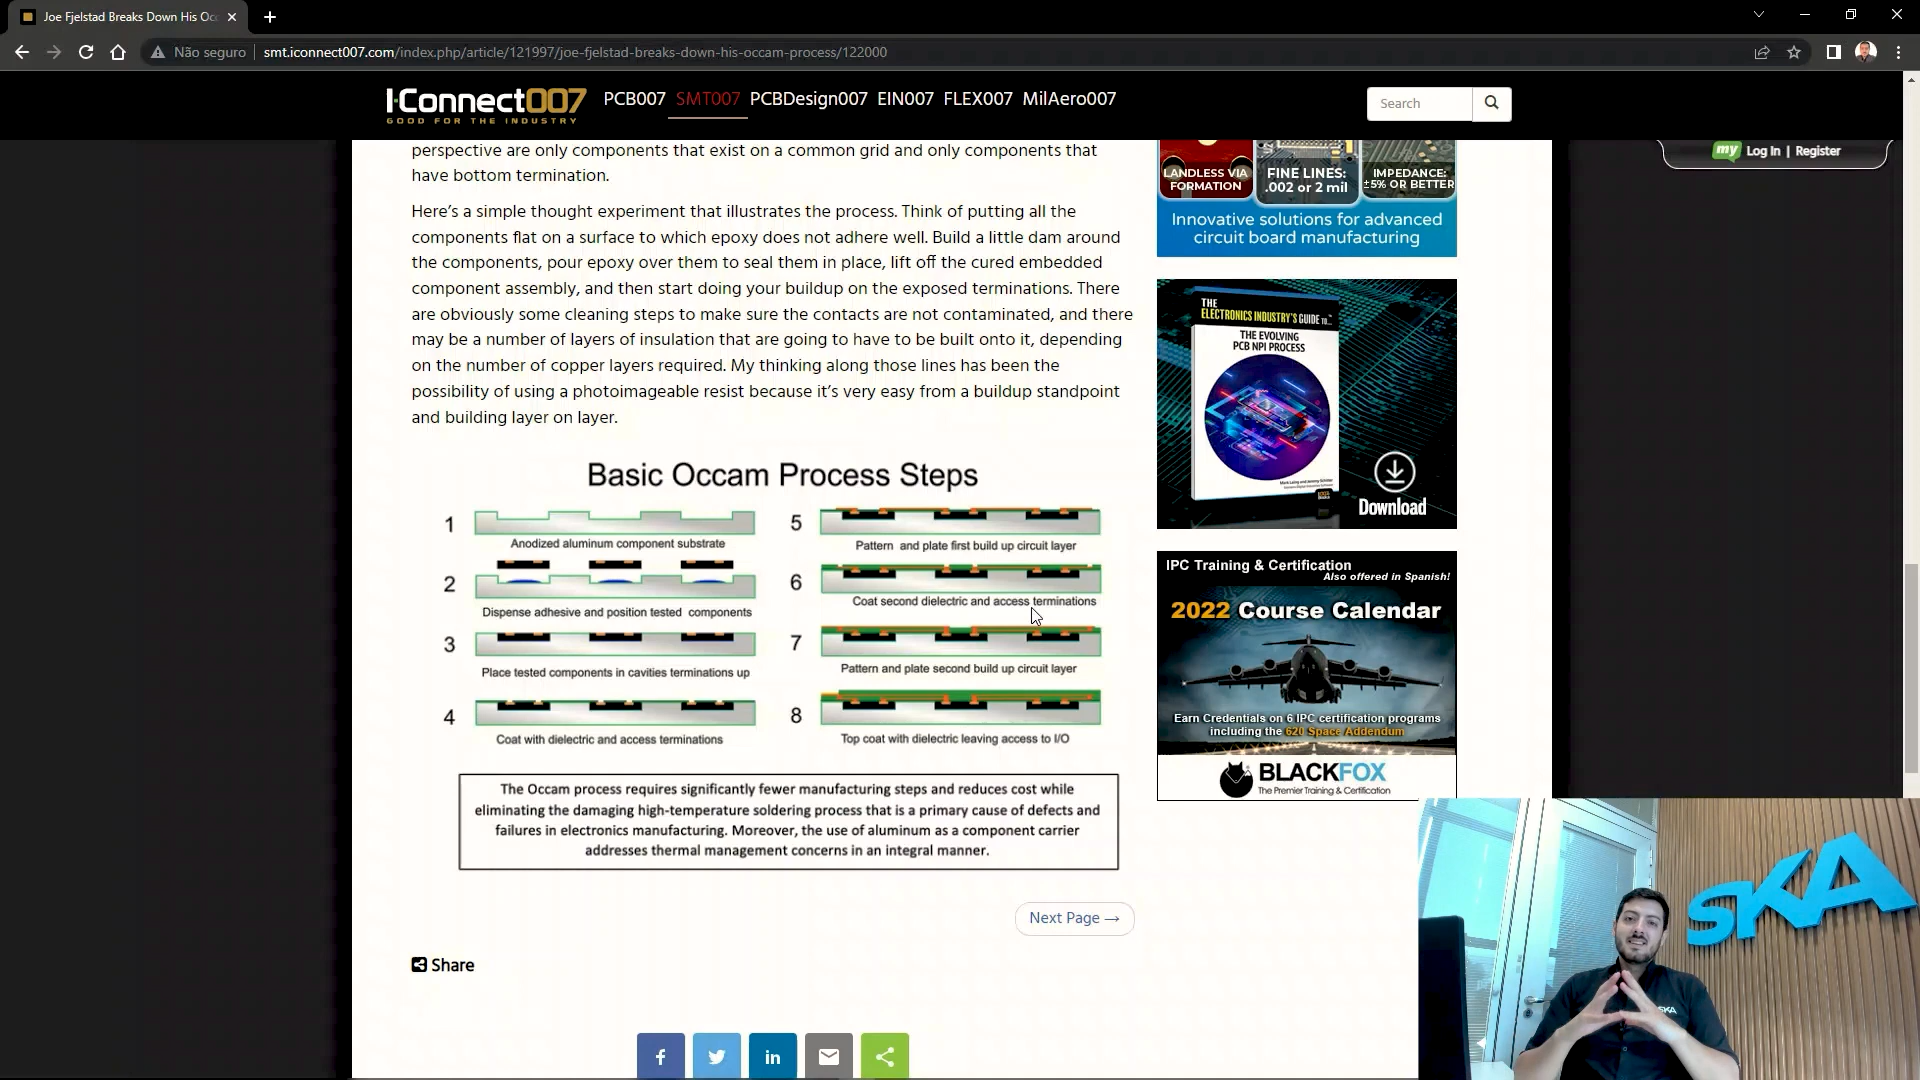 Joe Fjelstad Breaks Down His Occ
Não seguro
smt.iconnect007.com/index.php/article/121997/joe-fjelstad-breaks-down-his-occam-process/122000
I-Connect007
GOOD FOR THE INDUSTRY
PCB007 SMT007 PCBDesign007 EIN007 FLEX007 MilAero007
Search
my Log In | Register
perspective are only components that exist on a common grid and only components that
have bottom termination.
Here’s a simple thought experiment that illustrates the process. Think of putting all the
components flat on a surface to which epoxy does not adhere well. Build a little dam around
the components, pour epoxy over them to seal them in place, lift off the cured embedded
component assembly, and then start doing your buildup on the exposed terminations. There
are obviously some cleaning steps to make sure the contacts are not contaminated, and there
may be a number of layers of insulation that are going to have to be built onto it, depending
on the number of copper layers required. My thinking along those lines has been the
possibility of using a photoimageable resist because it’s very easy from a buildup standpoint
and building layer on layer.
Basic Occam Process Steps
1
Anodized aluminum component substrate
2
Dispense adhesive and position tested components
3
Place tested components in cavities terminations up
4
Coat with dielectric and access terminations
5
Pattern and plate first build up circuit layer
6
Coat second dielectric and access terminations
7
Pattern and plate second build up circuit layer
8
Top coat with dielectric leaving access to I/O
The Occam process requires significantly fewer manufacturing steps and reduces cost while
eliminating the damaging high-temperature soldering process that is a primary cause of defects and
failures in electronics manufacturing. Moreover, the use of aluminum as a component carrier
addresses thermal management concerns in an integral manner.
Next Page →
Share
LANDLESS VIA
FORMATION
FINE LINES:
.002 or 2 mil
IMPEDANCE:
±5% OR BETTER
Innovative solutions for advanced
circuit board manufacturing
THE
ELECTRONICS INDUSTRY'S GUIDE TO...
THE EVOLVING
PCB NPI PROCESS
Download
IPC Training & Certification
Also offered in Spanish!
2022 Course Calendar
Earn Credentials on 6 IPC certification programs
including the 620 Space Addendum
BLACKFOX
The Premier Training & Certification
SKA
SKA